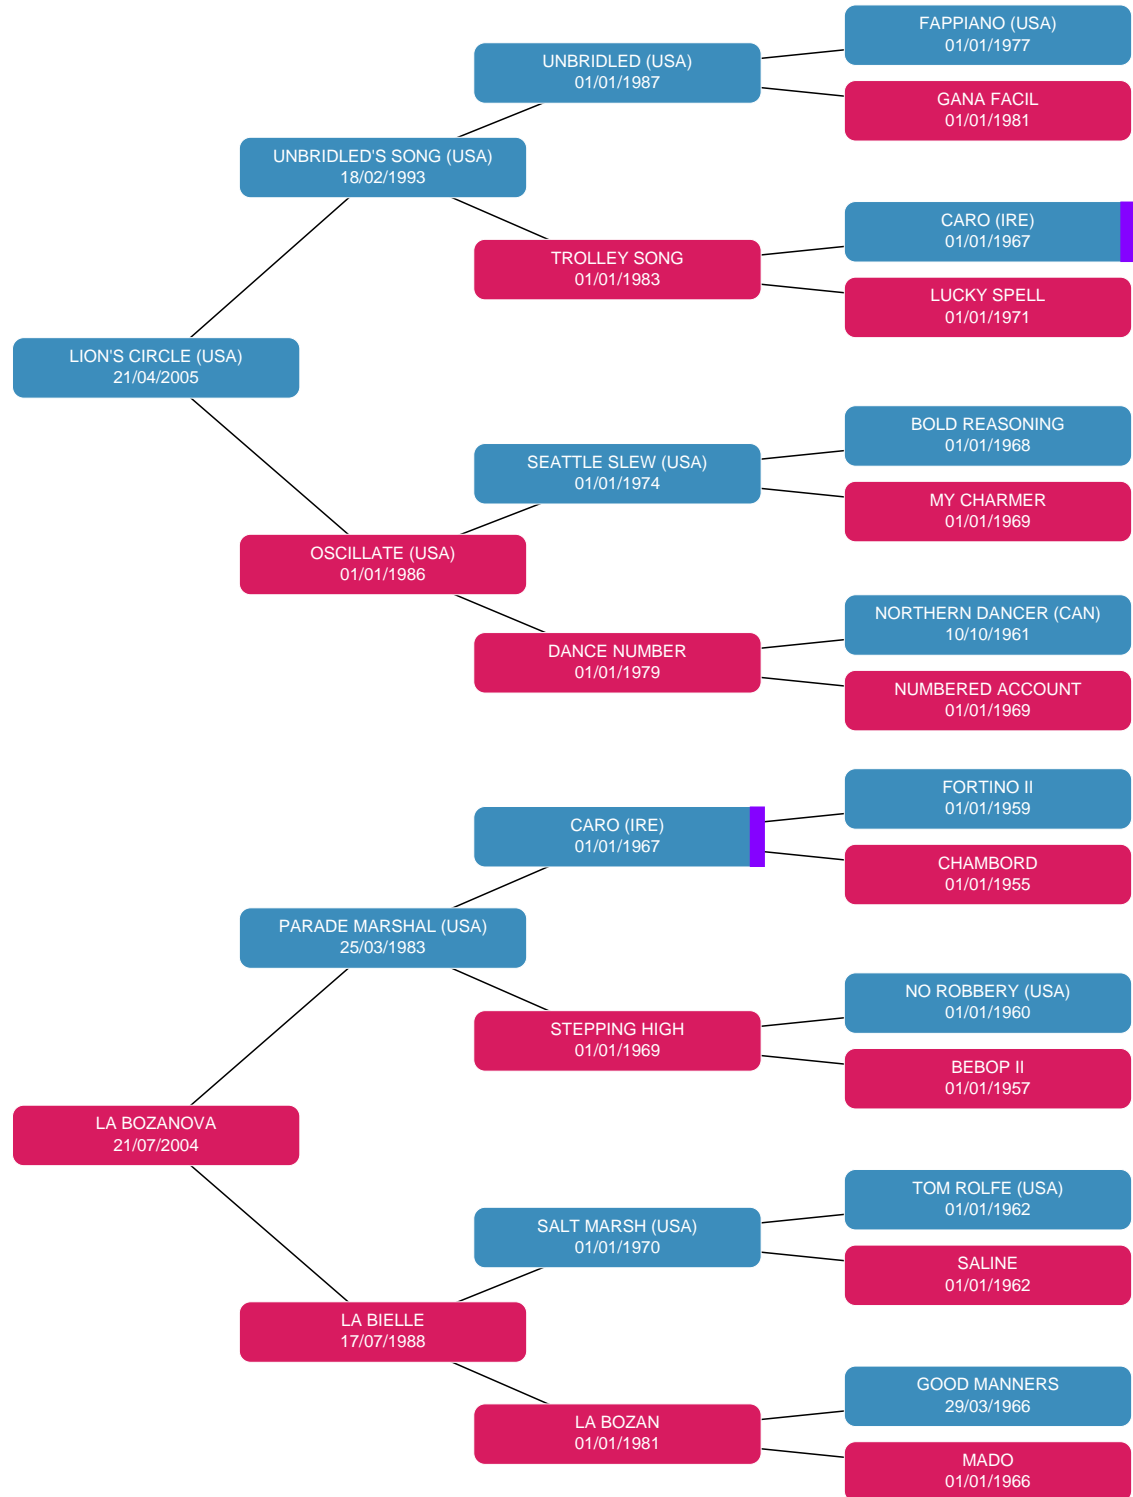 FAPPIANO (USA)
01/01/1977
UNBRIDLED (USA)
01/01/1987
GANA FACIL
01/01/1981
UNBRIDLED'S SONG (USA)
18/02/1993
CARO (IRE)
01/01/1967
TROLLEY SONG
01/01/1983
LUCKY SPELL
01/01/1971
LION'S CIRCLE (USA)
21/04/2005
BOLD REASONING
01/01/1968
SEATTLE SLEW (USA)
01/01/1974
MY CHARMER
01/01/1969
OSCILLATE (USA)
01/01/1986
NORTHERN DANCER (CAN)
10/10/1961
DANCE NUMBER
01/01/1979
NUMBERED ACCOUNT
01/01/1969
FORTINO II
01/01/1959
CARO (IRE)
01/01/1967
CHAMBORD
01/01/1955
PARADE MARSHAL (USA)
25/03/1983
NO ROBBERY (USA)
01/01/1960
STEPPING HIGH
01/01/1969
BEBOP II
01/01/1957
LA BOZANOVA
21/07/2004
TOM ROLFE (USA)
01/01/1962
SALT MARSH (USA)
01/01/1970
SALINE
01/01/1962
LA BIELLE
17/07/1988
GOOD MANNERS
29/03/1966
LA BOZAN
01/01/1981
MADO
01/01/1966